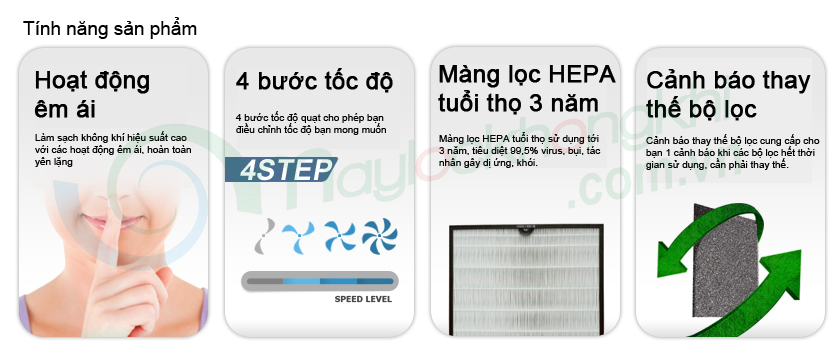 Tính năng sản phẩm
Hoạt động
êm ái
Làm sạch không khí hiệu suất cao
với các hoạt động êm ái, hoàn toàn
yên lặng
4 bước tốc độ
4 bước tốc độ quạt cho phép bạn
điều chỉnh tốc độ bạn mong muốn
4STEP
SPEED LEVEL
Màng lọc HEPA
tuổi thọ 3 năm
Màng lọc HEPA tuổi thọ sử dụng tới
3 năm, tiêu diệt 99,5% virus, bụi, tác
nhân gây dị ứng, khói.
Cảnh báo thay
thế bộ lọc
Cảnh báo thay thế bộ lọc cung cấp cho
bạn 1 cảnh báo khi các bộ lọc hết thời
gian sử dụng, cần phải thay thế.
maylockhongkhi
.com.vn